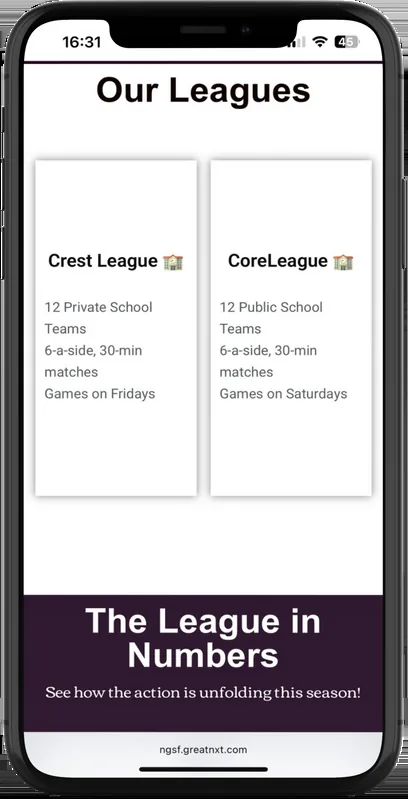 16:31
45
Our Leagues
Crest League 🏫
12 Private School
Teams
6-a-side, 30-min
matches
Games on Fridays
CoreLeague 🏫
12 Public School
Teams
6-a-side, 30-min
matches
Games on Saturdays
The League in
Numbers
See how the action is unfolding this season!
ngsf.greatnxt.com